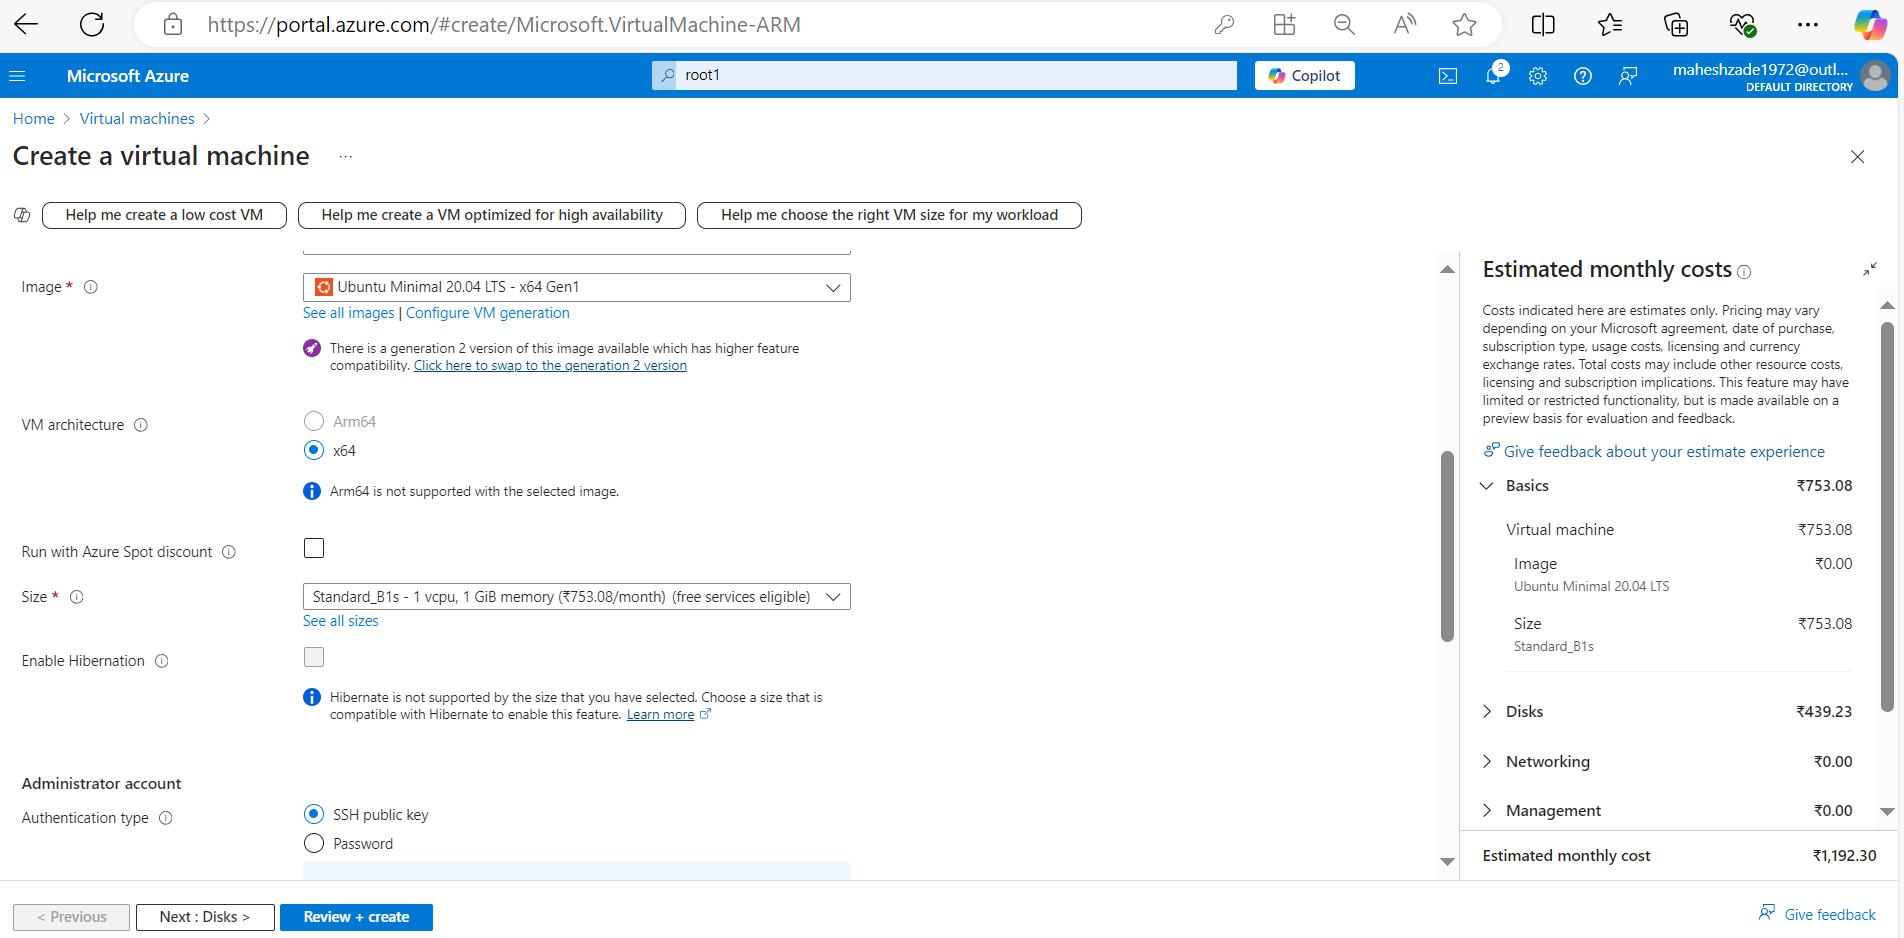 https://portal.azure.com/#create/Microsoft.VirtualMachine-ARM
Microsoft Azure
root1
Copilot
2
maheshzade1972@outl...
DEFAULT DIRECTORY
Home > Virtual machines >
Create a virtual machine ...
Help me create a low cost VM
Help me create a VM optimized for high availability
Help me choose the right VM size for my workload
Image *
Ubuntu Minimal 20.04 LTS - x64 Gen1
See all images | Configure VM generation
There is a generation 2 version of this image available which has higher feature
compatibility. Click here to swap to the generation 2 version
VM architecture
Arm64
x64
Arm64 is not supported with the selected image.
Run with Azure Spot discount
Size *
Standard_B1s - 1 vcpu, 1 GiB memory (₹753.08/month) (free services eligible)
See all sizes
Enable Hibernation
Hibernate is not supported by the size that you have selected. Choose a size that is
compatible with Hibernate to enable this feature. Learn more
Administrator account
Authentication type
SSH public key
Password
Estimated monthly costs
Costs indicated here are estimates only. Pricing may vary
depending on your Microsoft agreement, date of purchase,
subscription type, usage costs, licensing and currency
exchange rates. Total costs may include other resource costs,
licensing and subscription implications. This feature may have
limited or restricted functionality, but is made available on a
preview basis for evaluation and feedback.
Give feedback about your estimate experience
Basics ₹753.08
Virtual machine ₹753.08
Image ₹0.00
Ubuntu Minimal 20.04 LTS
Size ₹753.08
Standard_B1s
Disks ₹439.23
Networking ₹0.00
Management ₹0.00
Estimated monthly cost ₹1,192.30
< Previous
Next : Disks >
Review + create
Give feedback